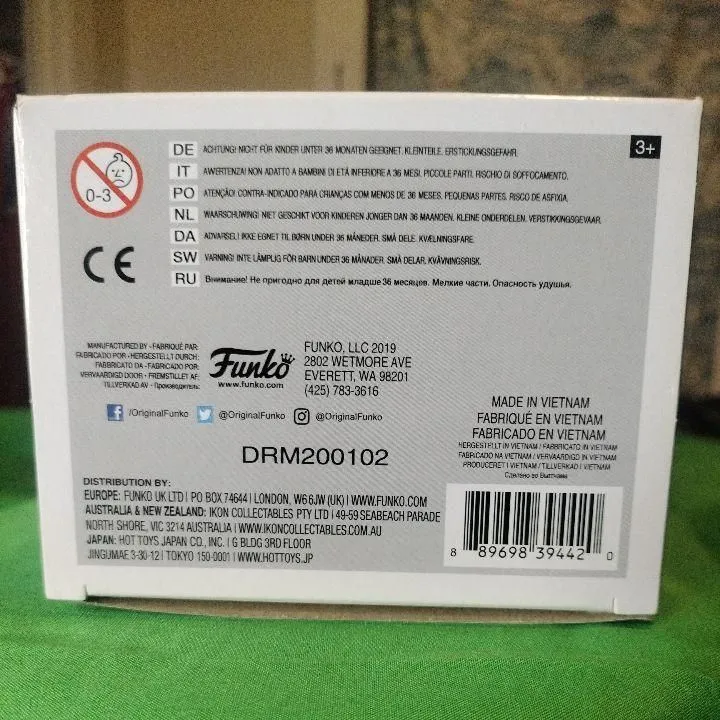 0-3
DE ACHTUNG! NICHT FÜR KINDER UNTER 36 MONATEN GEEIGNET. KLEINTEILE. ERSTICKUNGSGEFAHR.
3+
IT AVVERTENZA! NON ADATTO A BAMBINI DI ETÀ INFERIORE A 36 MESI. PICCOLE PARTI. RISCHIO DI SOFFOCAMENTO.
PO ATENÇÃO! CONTRA-INDICADO PARA CRIANÇAS COM MENOS DE 36 MESES. PEQUENAS PARTES. RISCO DE ASFIXIA.
NL WAARSCHUWING! NIET GESCHIKT VOOR KINDEREN JONGER DAN 36 MAANDEN. KLEINE ONDERDELEN. VERSTIKKINGSGEVAAR.
DA ADVARSEL! IKKE EGNET TIL BØRN UNDER 36 MÅNEDER. SMÅ DELE. KVÆLNINGSFARE.
SW VARNING! INTE LÄMPLIG FÖR BARN UNDER 36 MÅNADER. SMÅ DELAR. KVÄVNINGSRISK.
RU Внимание! Не пригодно для детей младше 36 месяцев. Мелкие части. Опасность удушья.
CE
MANUFACTURED BY • FABRIQUÉ PAR:
FABRICADO POR • HERGESTELLT DURCH:
FABBRICATO DA • FABRICADO POR:
VERVAARDIGD DOOR • FREMSTILLET AF:
TILLVERKAD AV • Производитель:
Funko
www.funko.com
FUNKO, LLC 2019
2802 WETMORE AVE
EVERETT, WA 98201
(425) 783-3616
/OriginalFunko @OriginalFunko @OriginalFunko
DRM200102
MADE IN VIETNAM
FABRIQUÉ EN VIETNAM
FABRICADO EN VIETNAM
HERGESTELLT IN VIETNAM / FABBRICATO IN VIETNAM
FABRICADO NA VIETNAM / VERVAARDIGD IN VIETNAM
PRODUCERET I VIETNAM / TILLVERKAD I VIETNAM
Сделано во Вьетнаме
DISTRIBUTION BY:
EUROPE: FUNKO UK LTD | PO BOX 74644 | LONDON, W6 6JW (UK) | WWW.FUNKO.COM
AUSTRALIA & NEW ZEALAND: IKON COLLECTABLES PTY LTD | 49-59 SEABEACH PARADE
NORTH SHORE, VIC 3214 AUSTRALIA | WWW.IKONCOLLECTABLES.COM.AU
JAPAN: HOT TOYS JAPAN CO., INC. | G BLDG 3RD FLOOR
JINGUMAE 3-30-12 | TOKYO 150-0001 | WWW.HOTTOYS.JP
8 89698 39442 0